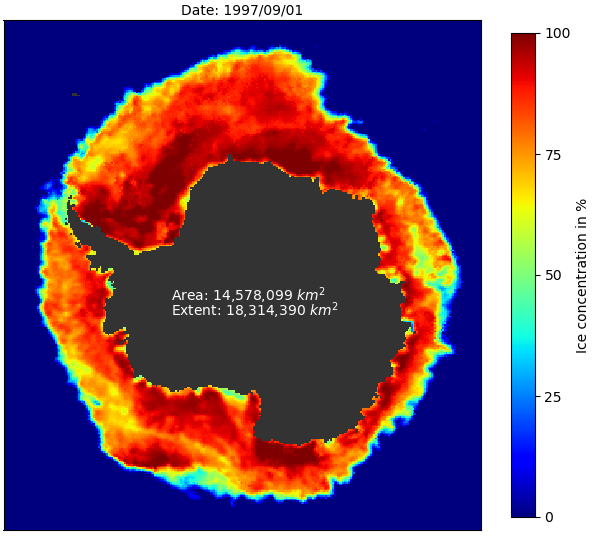 Date: 1997/09/01
Area: 14,578,099 km²
Extent: 18,314,390 km²
100
75
50
25
0
Ice concentration in %